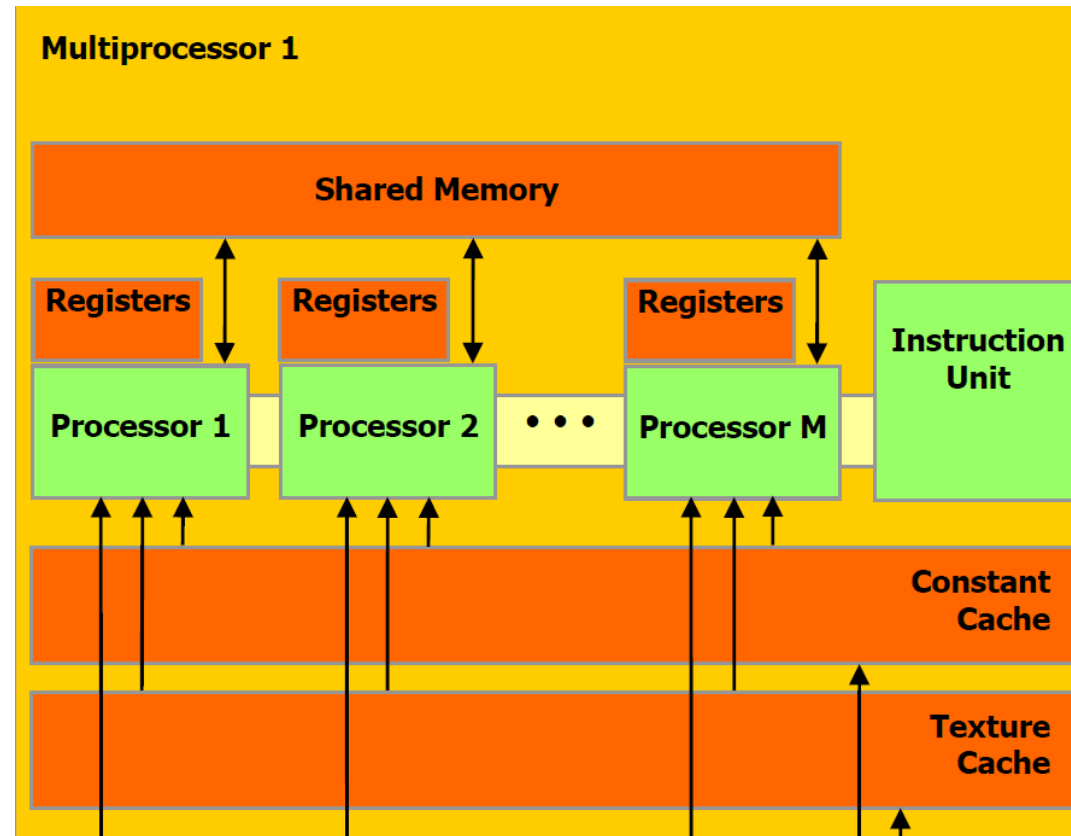 Multiprocessor 1
Shared Memory
Registers
Registers
Registers
Instruction
Unit
Processor 1
Processor 2
• • •
Processor M
Constant
Cache
Texture
Cache